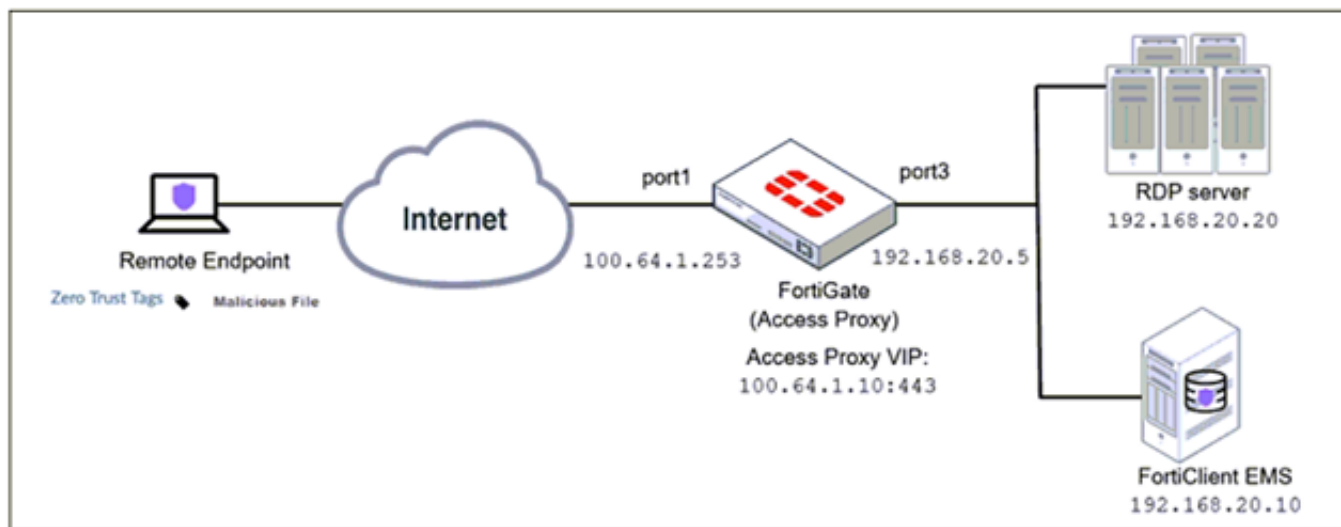 Remote Endpoint
Zero Trust Tags Malicious File
Internet
port1
100.64.1.253
port3
192.168.20.5
FortiGate
(Access Proxy)
Access Proxy VIP:
100.64.1.10:443
RDP server
192.168.20.20
FortiClient EMS
192.168.20.10